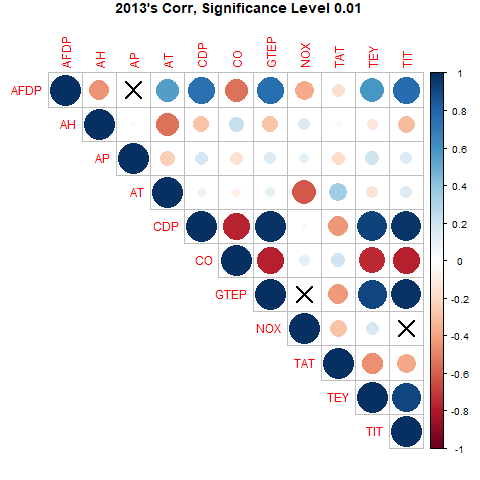 2013's Corr, Significance Level 0.01
AFDP AH AP AT CDP CO GTEP NOX TAT TEY TIT
AFDP
AH
AP
AT
CDP
CO
GTEP
NOX
TAT
TEY
TIT
1
0.8
0.6
0.4
0.2
0
-0.2
-0.4
-0.6
-0.8
-1